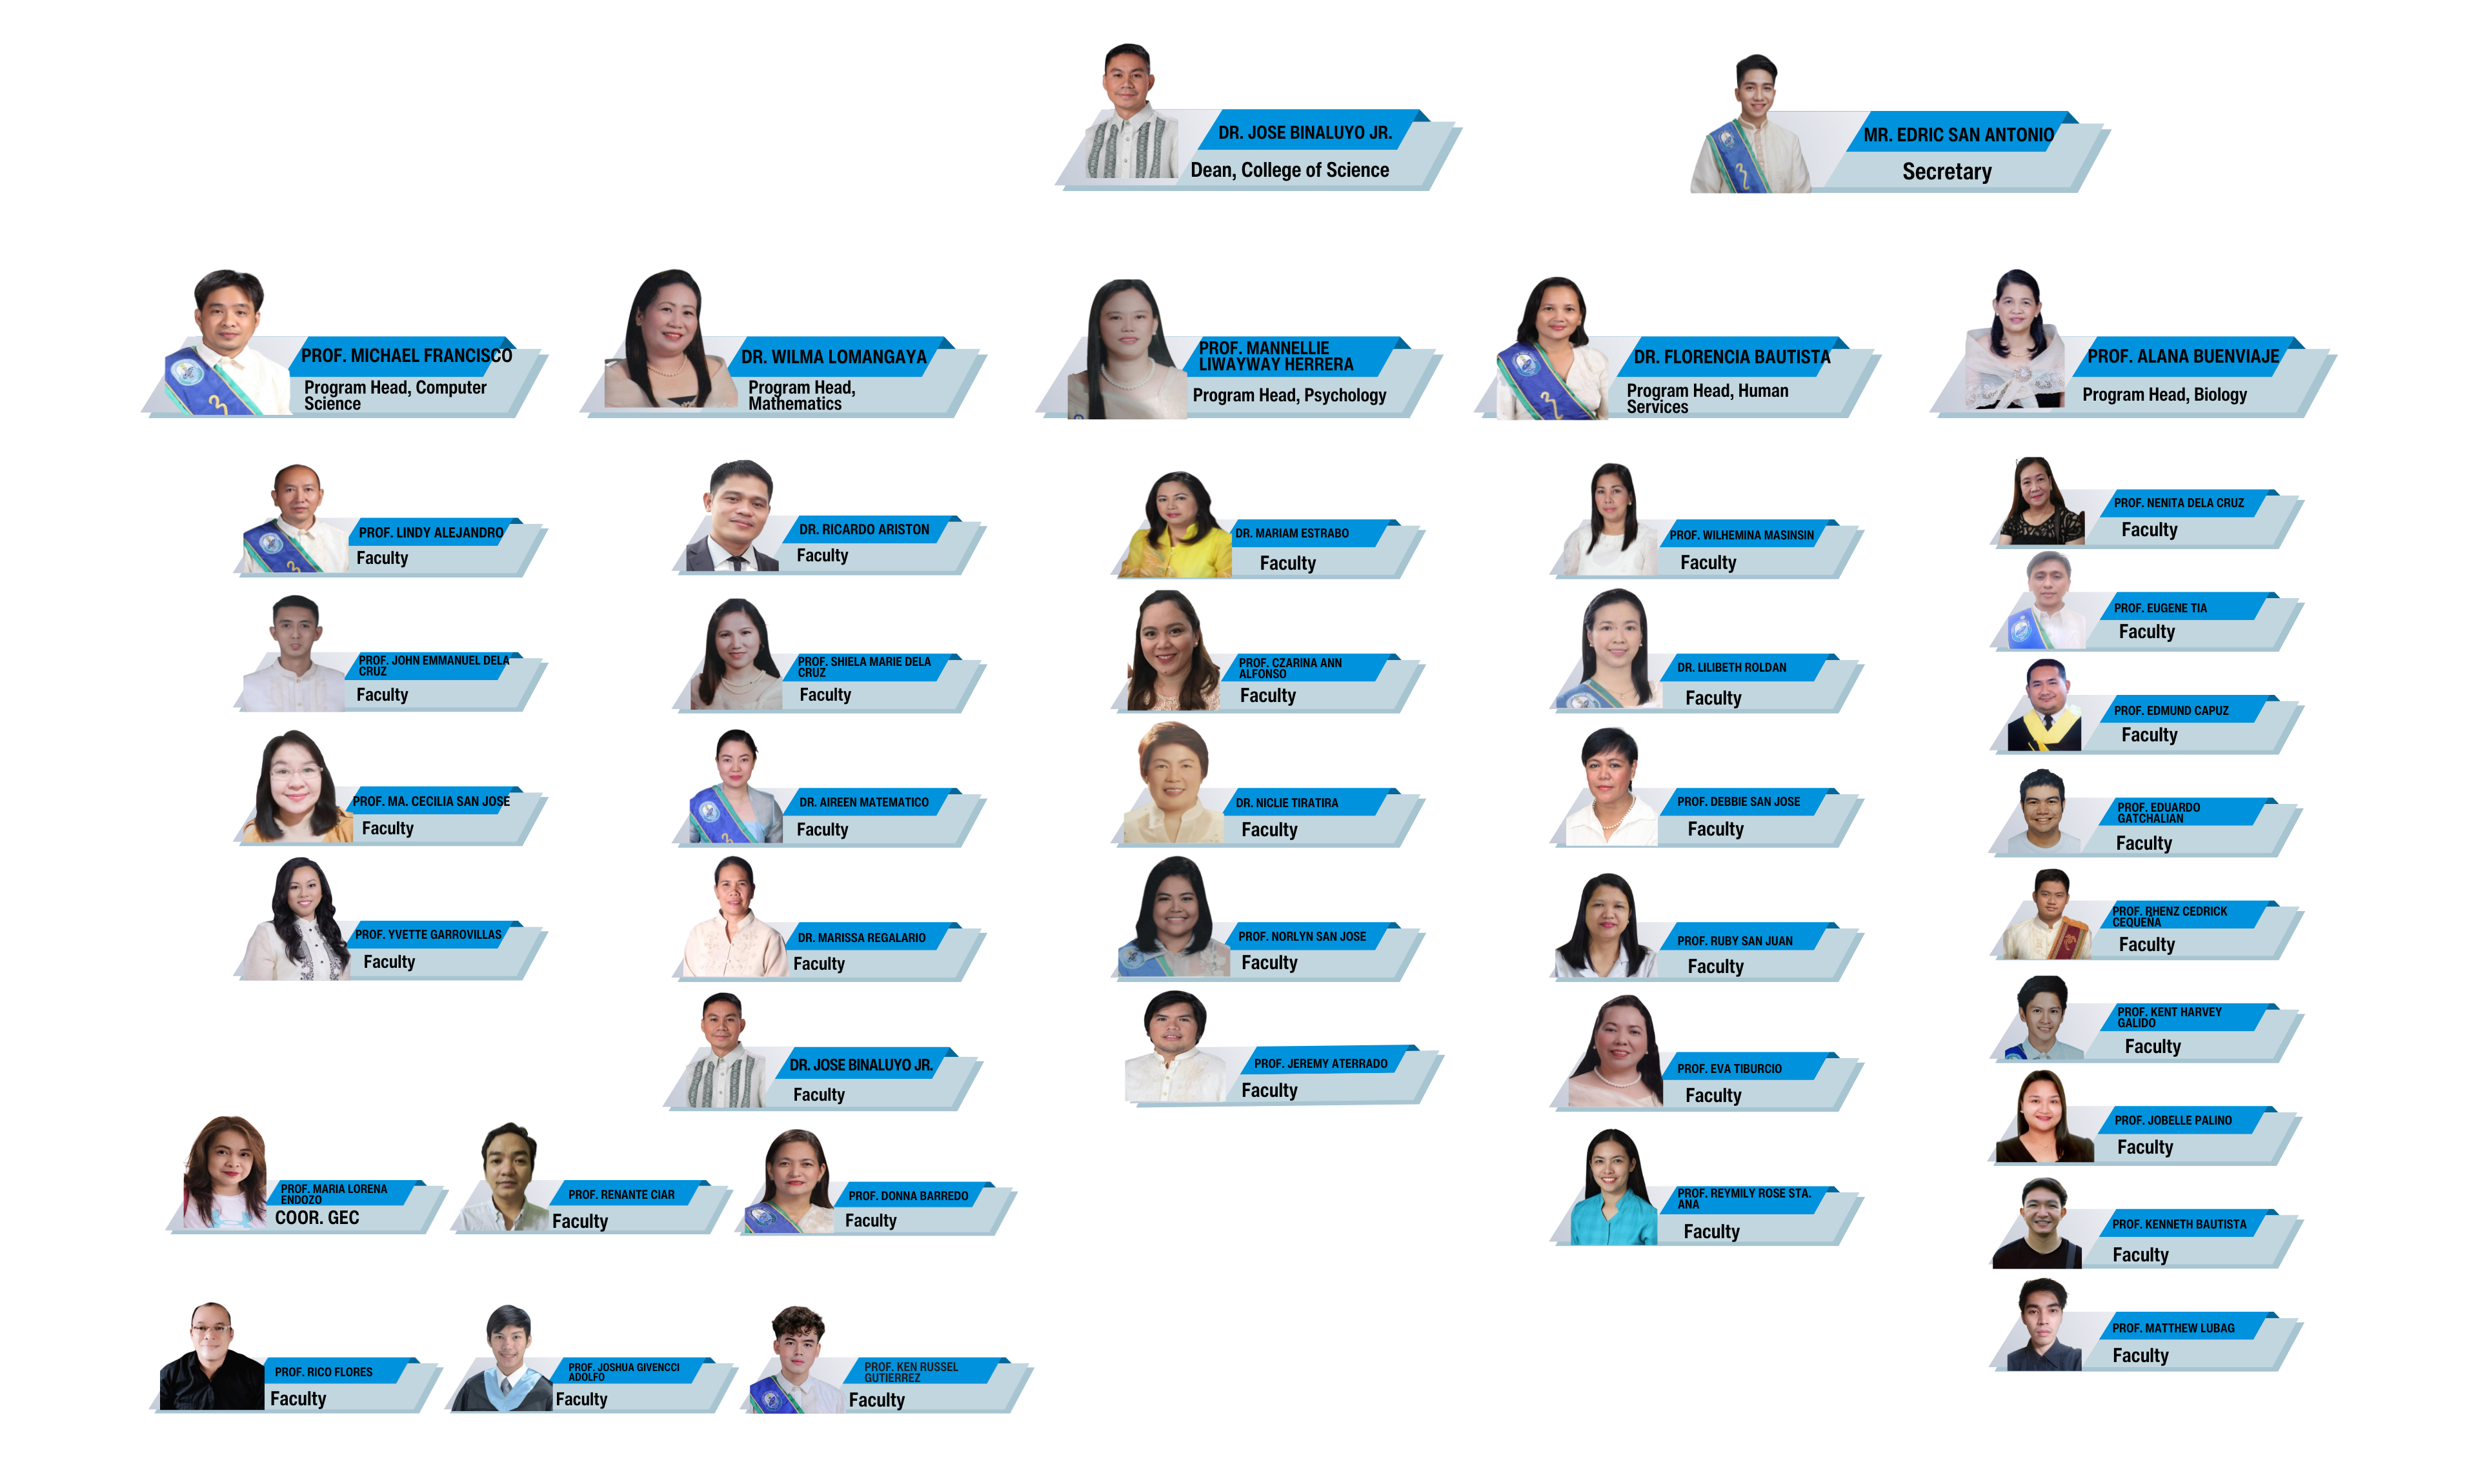 DR. JOSE BINALUYO JR.
Dean, College of Science
MR. EDRIC SAN ANTONIO
Secretary
PROF. MICHAEL FRANCISCO
Program Head, Computer
Science
DR. WILMA LOMANGAYA
Program Head,
Mathematics
PROF. MANNELLIE
LIWAYWAY HERRERA
Program Head, Psychology
DR. FLORENCIA BAUTISTA
Program Head, Human
Services
PROF. ALANA BUENVIAJE
Program Head, Biology
PROF. LINDY ALEJANDRO
Faculty
PROF. JOHN EMMANUEL DELA
CRUZ
Faculty
PROF. MA. CECILIA SAN JOSE
Faculty
PROF. YVETTE GARROVILLAS
Faculty
DR. RICARDO ARISTON
Faculty
PROF. SHIELA MARIE DELA
CRUZ
Faculty
DR. AIREEN MATEMATICO
Faculty
DR. MARISSA REGALARIO
Faculty
DR. JOSE BINALUYO JR.
Faculty
DR. MARIAM ESTRABO
Faculty
PROF. CZARINA ANN
ALFONSO
Faculty
DR. NICLIE TIRATIRA
Faculty
PROF. NORLYN SAN JOSE
Faculty
PROF. JEREMY ATERRADO
Faculty
PROF. WILHEMINA MASINSIN
Faculty
DR. LILIBETH ROLDAN
Faculty
PROF. DEBBIE SAN JOSE
Faculty
PROF. RUBY SAN JUAN
Faculty
PROF. EVA TIBURCIO
Faculty
PROF. REYMILY ROSE STA.
ANA
Faculty
PROF. NENITA DELA CRUZ
Faculty
PROF. EUGENE TIA
Faculty
PROF. EDMUND CAPUZ
Faculty
PROF. EDUARDO
GATCHALIAN
Faculty
PROF. RHENZ CEDRICK
CEQUEÑA
Faculty
PROF. KENT HARVEY
GALIDO
Faculty
PROF. JOBELLE PALINO
Faculty
PROF. KENNETH BAUTISTA
Faculty
PROF. MATTHEW LUBAG
Faculty
PROF. MARIA LORENA
ENDOZO
COOR. GEC
PROF. RENANTE CIAR
Faculty
PROF. DONNA BARREDO
Faculty
PROF. RICO FLORES
Faculty
PROF. JOSHUA GIVENCCI
ADOLFO
Faculty
PROF. KEN RUSSEL
GUTIERREZ
Faculty